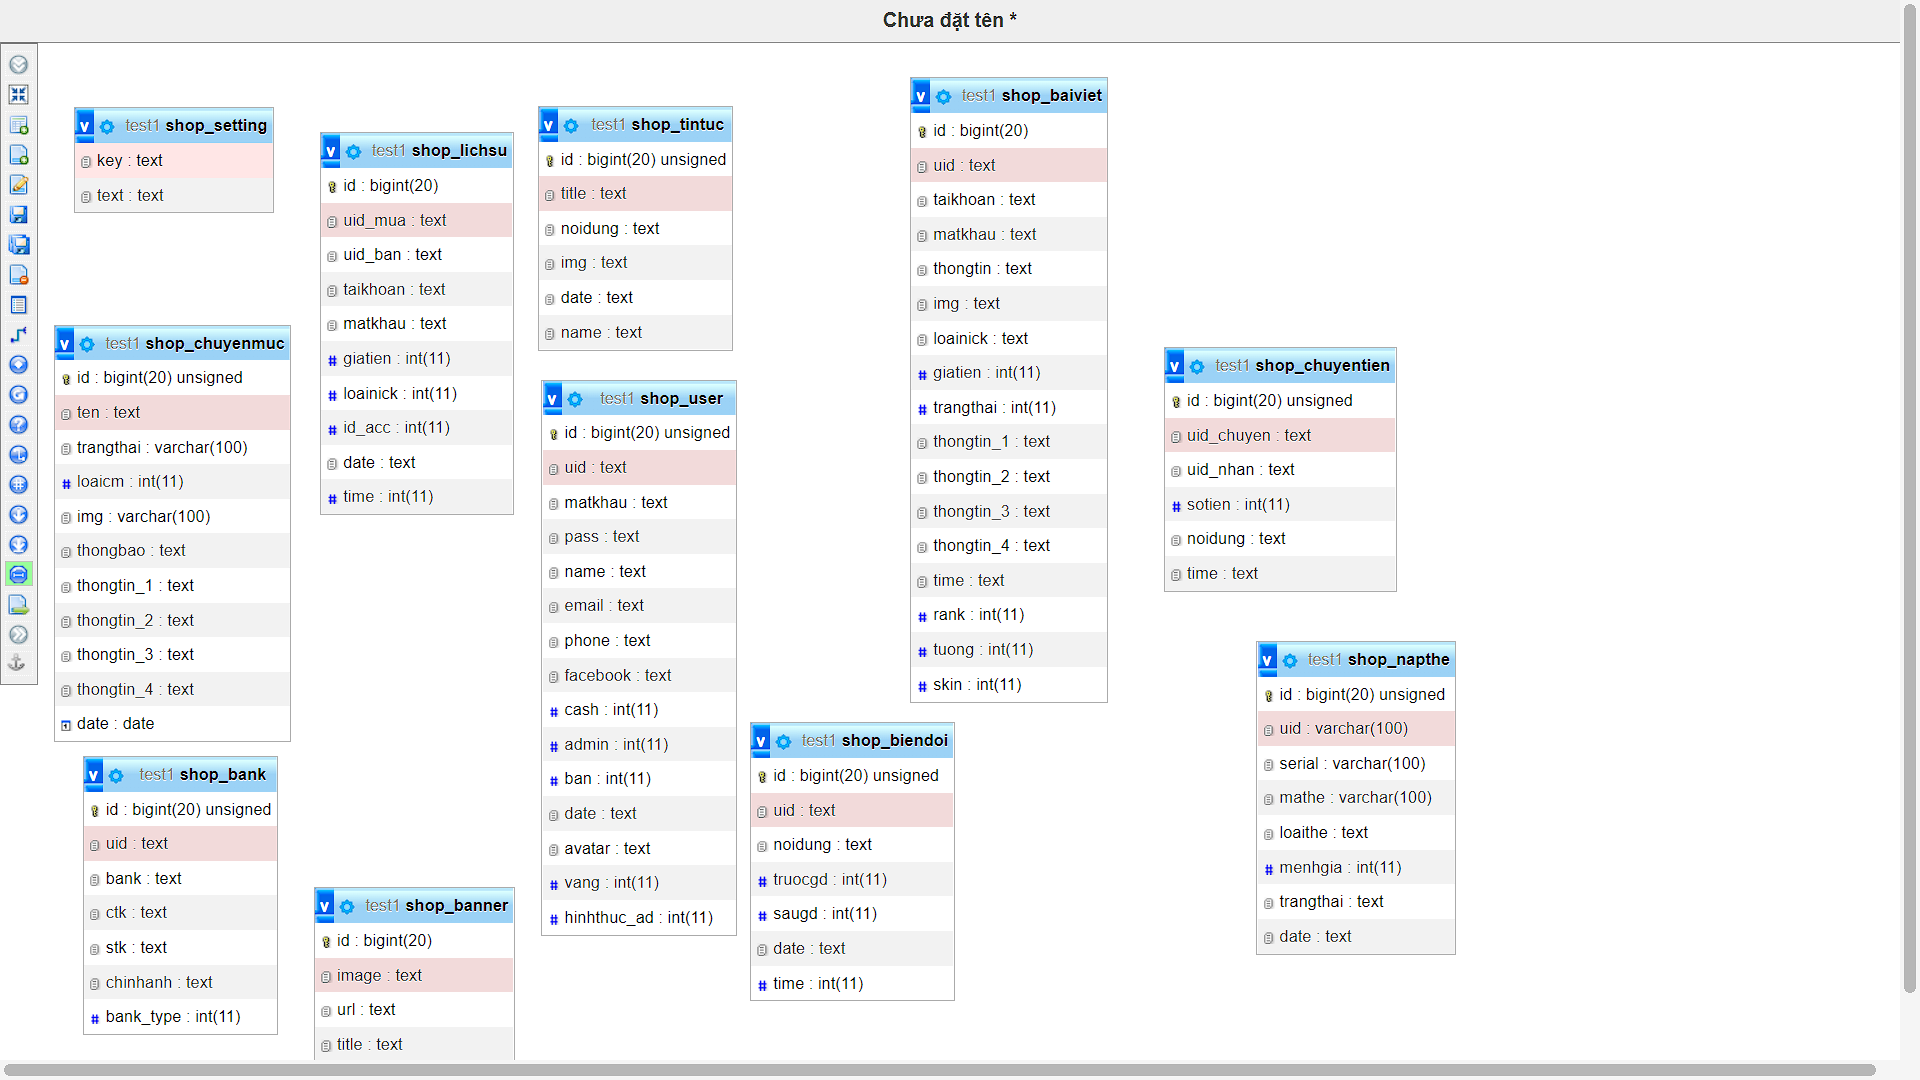 Chưa đặt tên *
v test1 shop_setting
key : text
text : text
v test1 shop_lichsu
id : bigint(20)
uid_mua : text
uid_ban : text
taikhoan : text
matkhau : text
# giatien : int(11)
# loainick : int(11)
# id_acc : int(11)
date : text
# time : int(11)
v test1 shop_tintuc
id : bigint(20) unsigned
title : text
noidung : text
img : text
date : text
name : text
v test1 shop_baiviet
id : bigint(20)
uid : text
taikhoan : text
matkhau : text
thongtin : text
img : text
loainick : text
# giatien : int(11)
# trangthai : int(11)
thongtin_1 : text
thongtin_2 : text
thongtin_3 : text
thongtin_4 : text
time : text
# rank : int(11)
# tuong : int(11)
# skin : int(11)
v test1 shop_chuyenmuc
id : bigint(20) unsigned
ten : text
trangthai : varchar(100)
# loaicm : int(11)
img : varchar(100)
thongbao : text
thongtin_1 : text
thongtin_2 : text
thongtin_3 : text
thongtin_4 : text
date : date
v test1 shop_user
id : bigint(20) unsigned
uid : text
matkhau : text
pass : text
name : text
email : text
phone : text
facebook : text
# cash : int(11)
# admin : int(11)
# ban : int(11)
date : text
avatar : text
# vang : int(11)
# hinhthuc_ad : int(11)
v test1 shop_chuyentien
id : bigint(20) unsigned
uid_chuyen : text
uid_nhan : text
# sotien : int(11)
noidung : text
time : text
v test1 shop_napthe
id : bigint(20) unsigned
uid : varchar(100)
serial : varchar(100)
mathe : varchar(100)
loaithe : text
# menhgia : int(11)
trangthai : text
date : text
v test1 shop_bank
id : bigint(20) unsigned
uid : text
bank : text
ctk : text
stk : text
chinhanh : text
# bank_type : int(11)
v test1 shop_banner
id : bigint(20)
image : text
url : text
title : text
v test1 shop_biendoi
id : bigint(20) unsigned
uid : text
noidung : text
# truocgd : int(11)
# saugd : int(11)
date : text
# time : int(11)